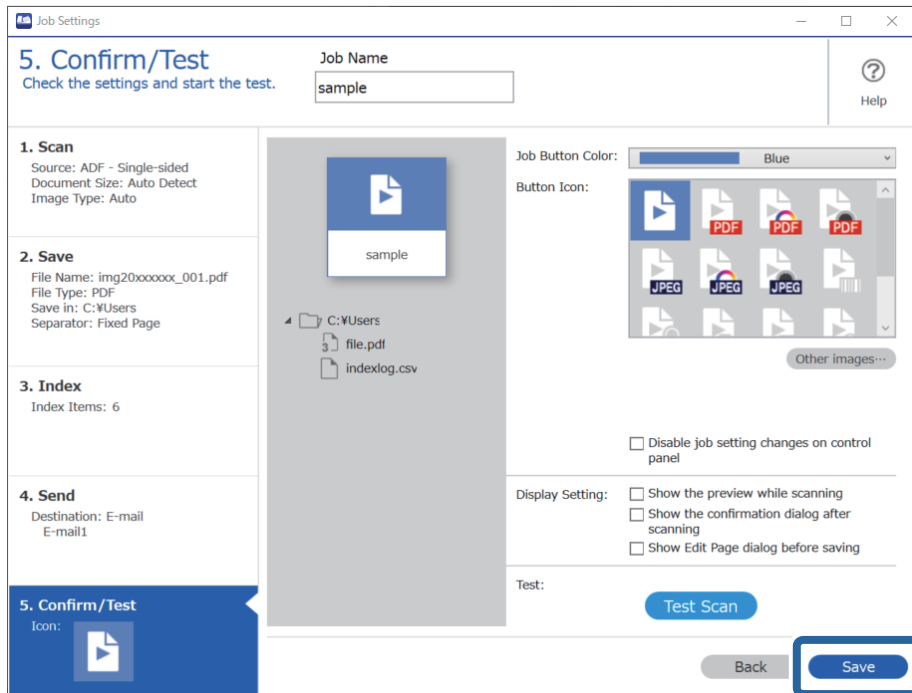 Job Settings
5. Confirm/Test
Check the settings and start the test.
Job Name
sample
Help
1. Scan
Source: ADF - Single-sided
Document Size: Auto Detect
Image Type: Auto
2. Save
File Name: img20xxxxxx_001.pdf
File Type: PDF
Save in: C:¥Users
Separator: Fixed Page
3. Index
Index Items: 6
4. Send
Destination: E-mail
E-mail1
5. Confirm/Test
Icon:
sample
C:¥Users
3 file.pdf
indexlog.csv
Job Button Color: Blue
Button Icon:
PDF PDF PDF
JPEG JPEG JPEG
Other images…
Disable job setting changes on control
panel
Display Setting: Show the preview while scanning
Show the confirmation dialog after
scanning
Show Edit Page dialog before saving
Test:
Test Scan
Back Save